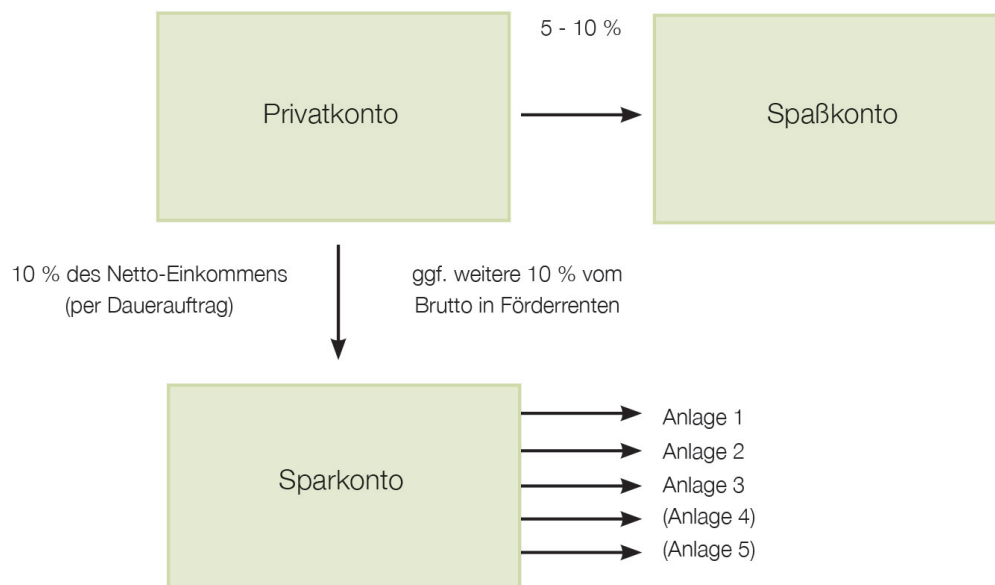 5 - 10 %
Privatkonto
Spaßkonto
10 % des Netto-Einkommens
(per Dauerauftrag)
ggf. weitere 10 % vom
Brutto in Förderrenten
Sparkonto
Anlage 1
Anlage 2
Anlage 3
(Anlage 4)
(Anlage 5)